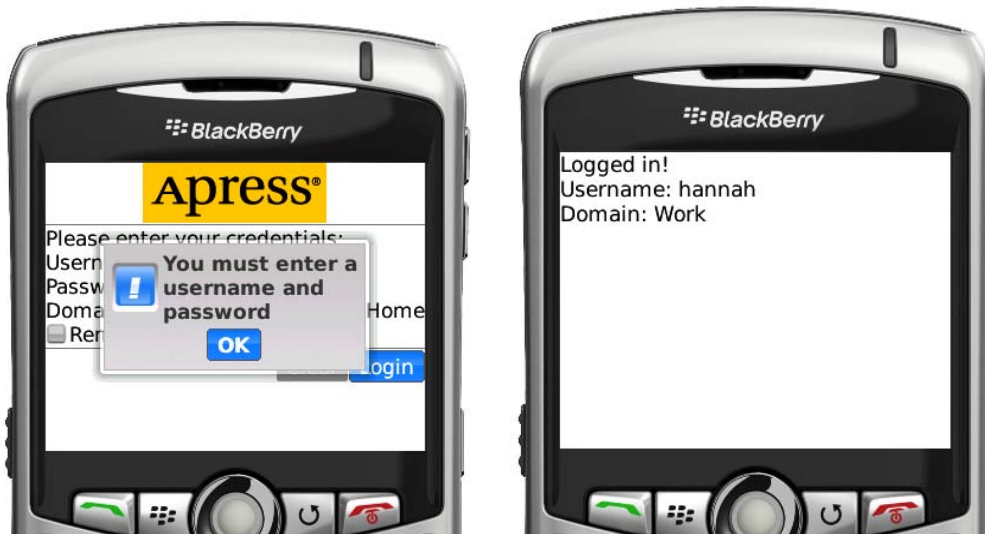 BlackBerry
Apress®
Please enter your credentials:
Usern
Passw
Doma Home
Rem
You must enter a
username and
password
OK
Clear Login
BlackBerry
Logged in!
Username: hannah
Domain: Work